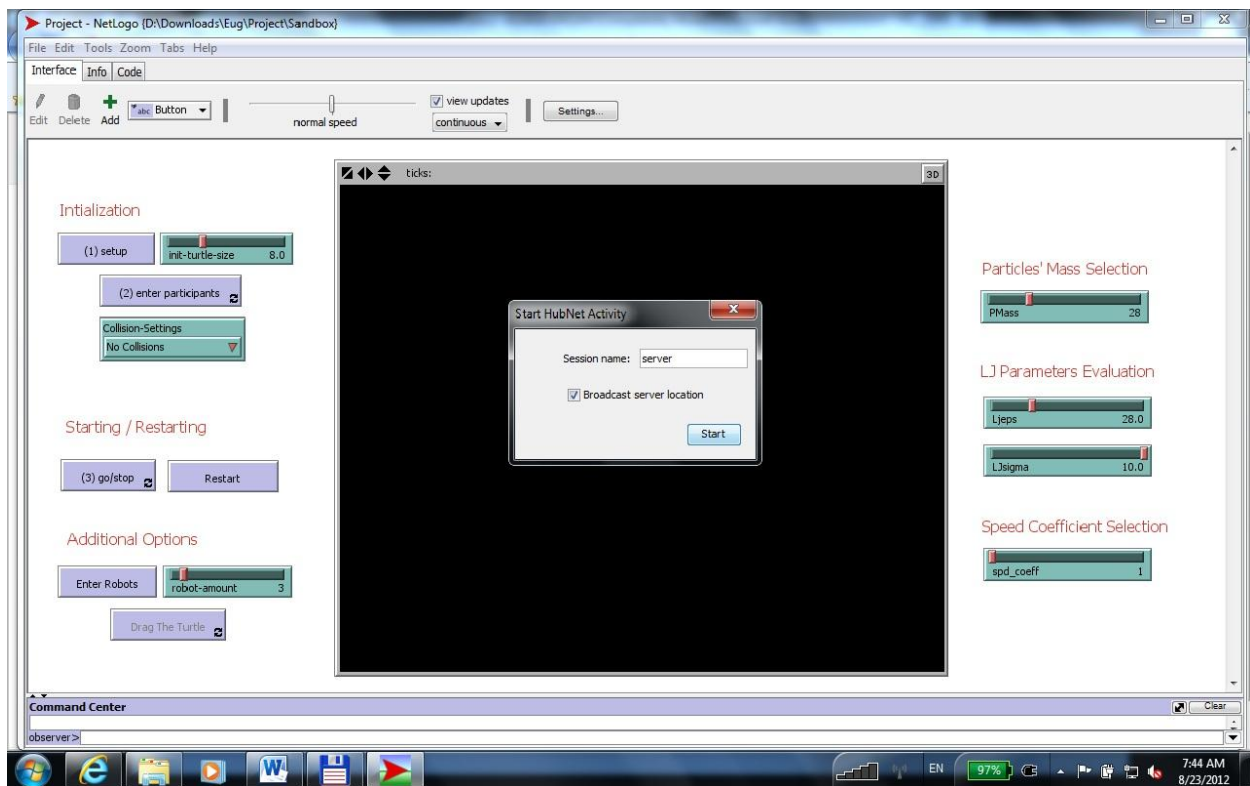 Project - NetLogo {D:\Downloads\Eug\Project\Sandbox}
File Edit Tools Zoom Tabs Help
Interface Info Code
Edit Delete Add abc Button normal speed view updates continuous Settings...
ticks: 3D
Intialization
(1) setup
init-turtle-size 8.0
(2) enter participants
Collision-Settings
No Collisions
Starting / Restarting
(3) go/stop
Restart
Additional Options
Enter Robots
robot-amount 3
Drag The Turtle
Start HubNet Activity
Session name: server
Broadcast server location
Start
Particles' Mass Selection
PMass 28
LJ Parameters Evaluation
Ljeps 28.0
LJsigma 10.0
Speed Coefficient Selection
spd_coeff 1
Command Center Clear
observer>
EN 97% 7:44 AM
8/23/2012